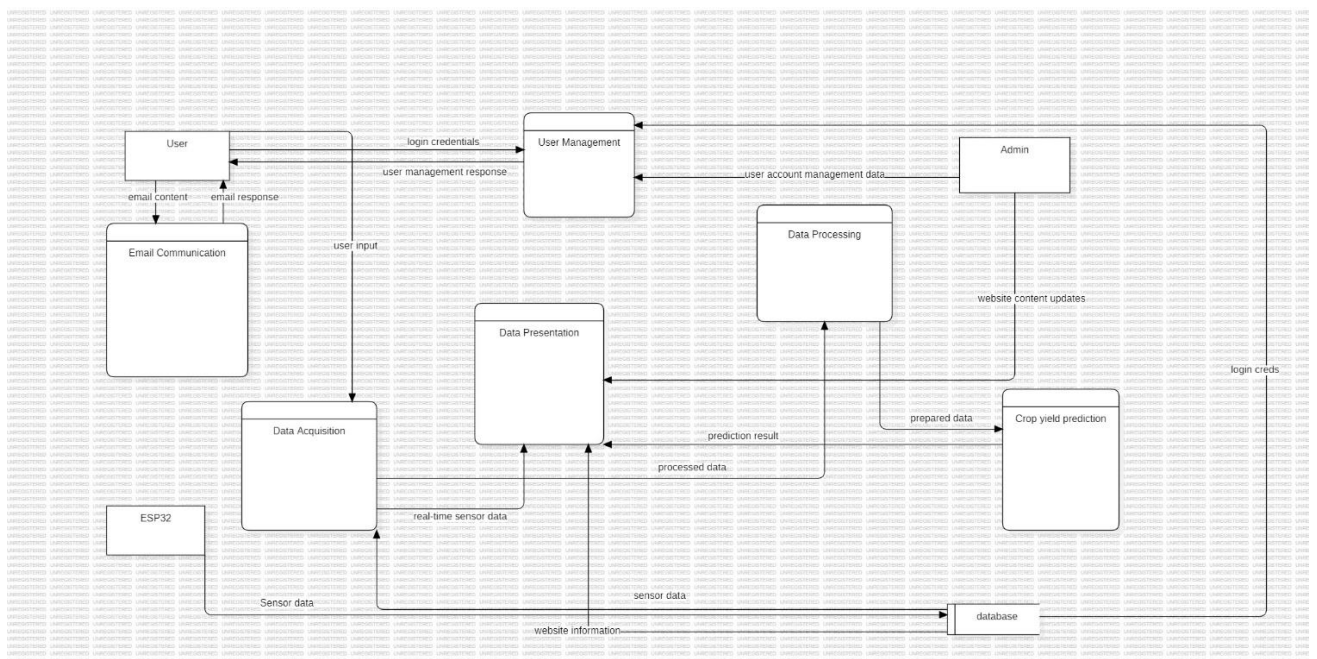 User
login credentials
User Management
Admin
user management response
user account management data
email content
email response
Data Processing
user input
Email Communication
website content updates
Data Presentation
login creds
Data Acquisition
prepared data
Crop yield prediction
prediction result
processed data
real-time sensor data
ESP32
Sensor data
sensor data
database
website information
UNREGISTERED